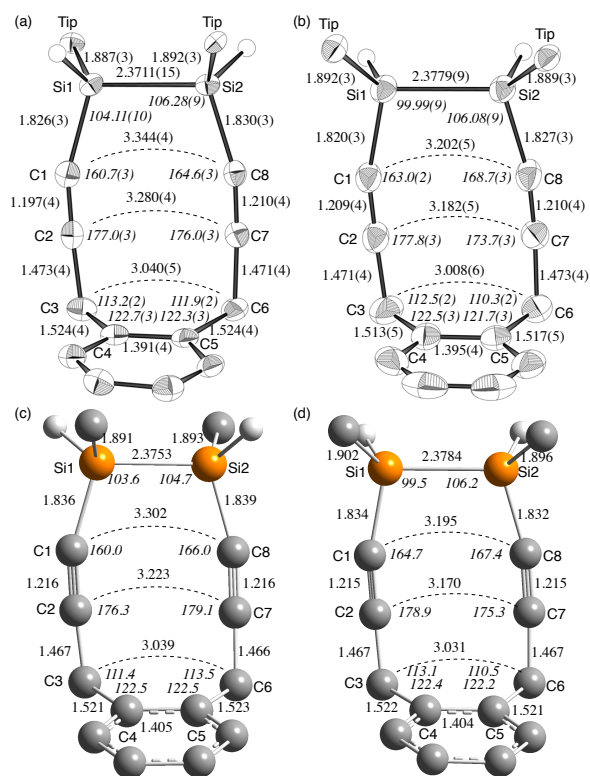 (a)
Tip Tip
1.887(3) 1.892(3)
2.3711(15)
Si1 Si2
104.11(10) 106.28(9)
1.826(3) 1.830(3)
3.344(4)
C1 160.7(3) 164.6(3) C8
1.197(4) 1.210(4)
3.280(4)
C2 177.0(3) 176.0(3) C7
1.473(4) 1.471(4)
3.040(5)
C3 113.2(2) 111.9(2) C6
122.7(3) 122.3(3)
1.524(4) 1.524(4)
C4 1.391(4) C5
(b)
Tip Tip
1.892(3) 2.3779(9) 1.889(3)
Si1 Si2
99.99(9) 106.08(9)
1.820(3) 1.827(3)
3.202(5)
C1 163.0(2) 168.7(3) C8
1.209(4) 1.210(4)
3.182(5)
C2 177.8(3) 173.7(3) C7
1.471(4) 1.473(4)
3.008(6)
C3 112.5(2) 110.3(2) C6
122.5(3) 121.7(3)
1.513(5) 1.517(5)
C4 1.395(4) C5
(c)
1.891 2.3753 1.893
Si1 Si2
103.6 104.7
1.836 1.839
3.302
C1 160.0 166.0 C8
1.216 1.216
3.223
C2 176.3 179.1 C7
1.467 1.466
3.039
C3 111.4 113.5 C6
122.5 122.5
1.521 1.523
1.405
C4 C5
(d)
1.902 2.3784 1.896
Si1 Si2
99.5 106.2
1.834 1.832
3.195
C1 164.7 167.4 C8
1.215 1.215
3.170
C2 178.9 175.3 C7
1.467 1.467
3.031
C3 113.1 110.5 C6
122.4 122.2
1.522 1.521
1.404
C4 C5